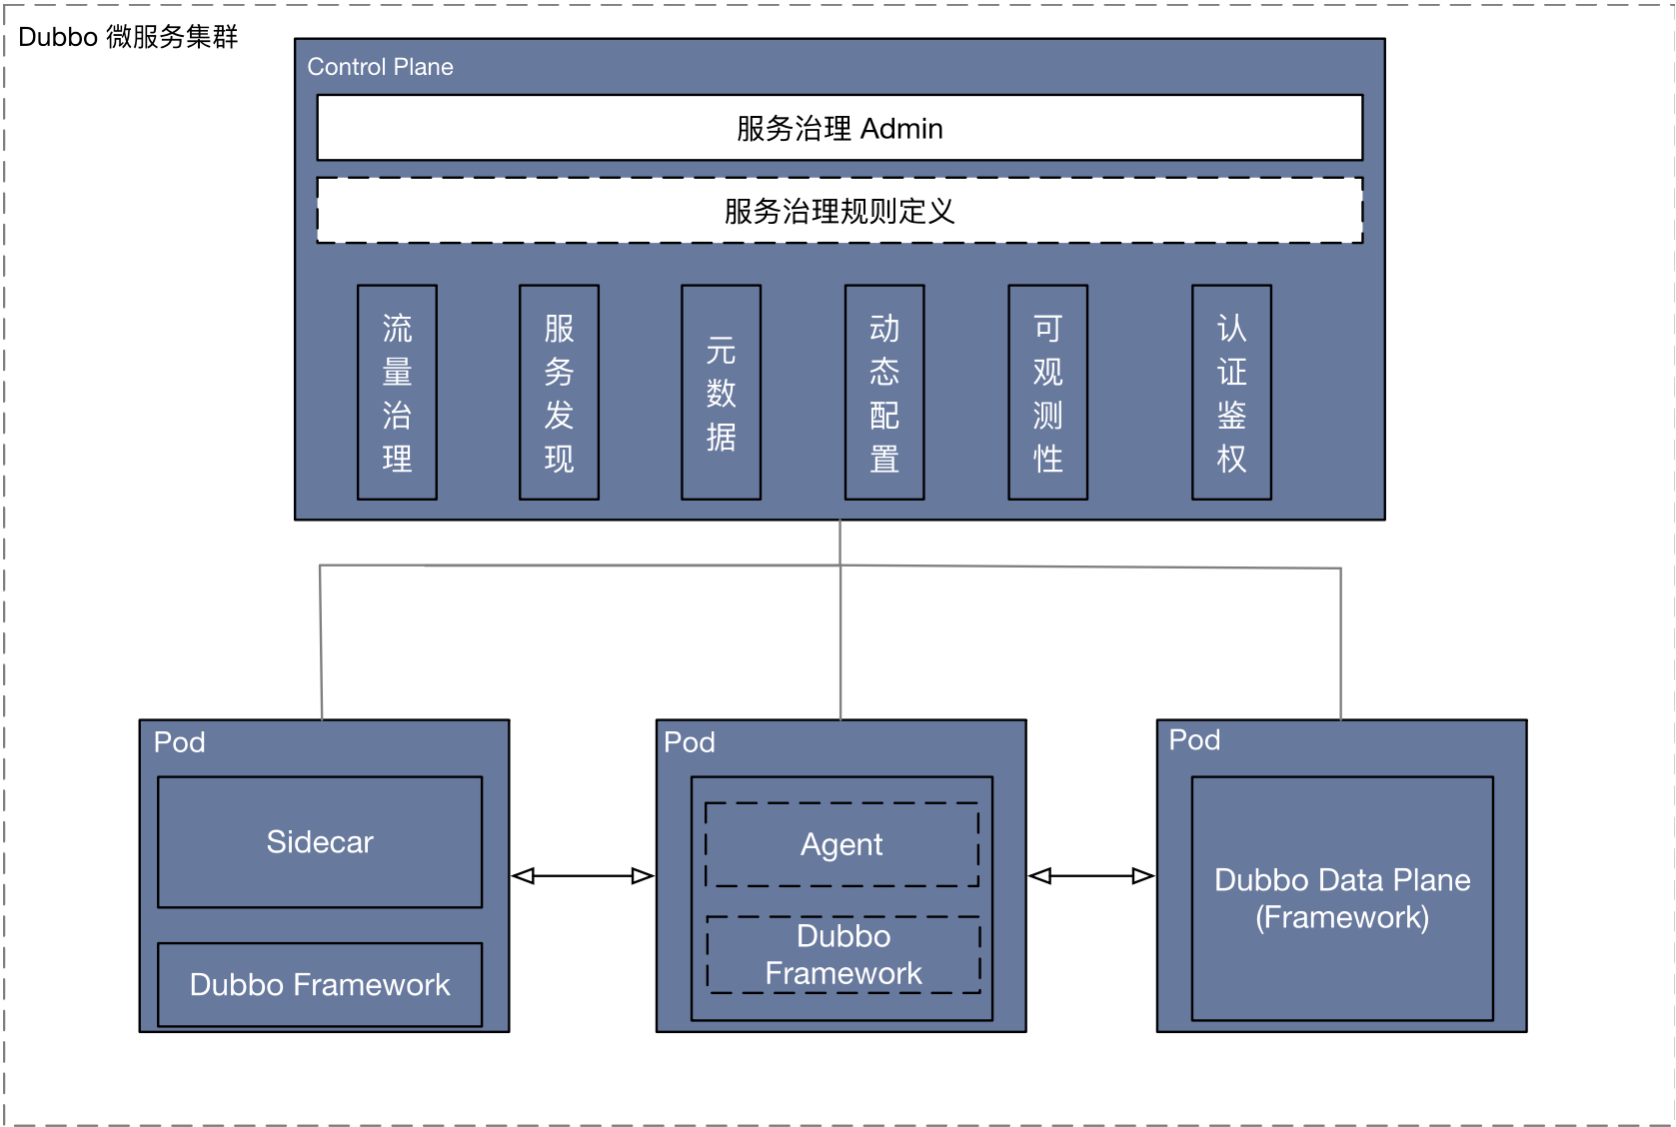 Dubbo 微服务集群
Control Plane
服务治理 Admin
服务治理规则定义
流量治理
服务发现
元数据
动态配置
可观测性
认证鉴权
Pod
Sidecar
Dubbo Framework
Pod
Agent
Dubbo
Framework
Pod
Dubbo Data Plane
(Framework)